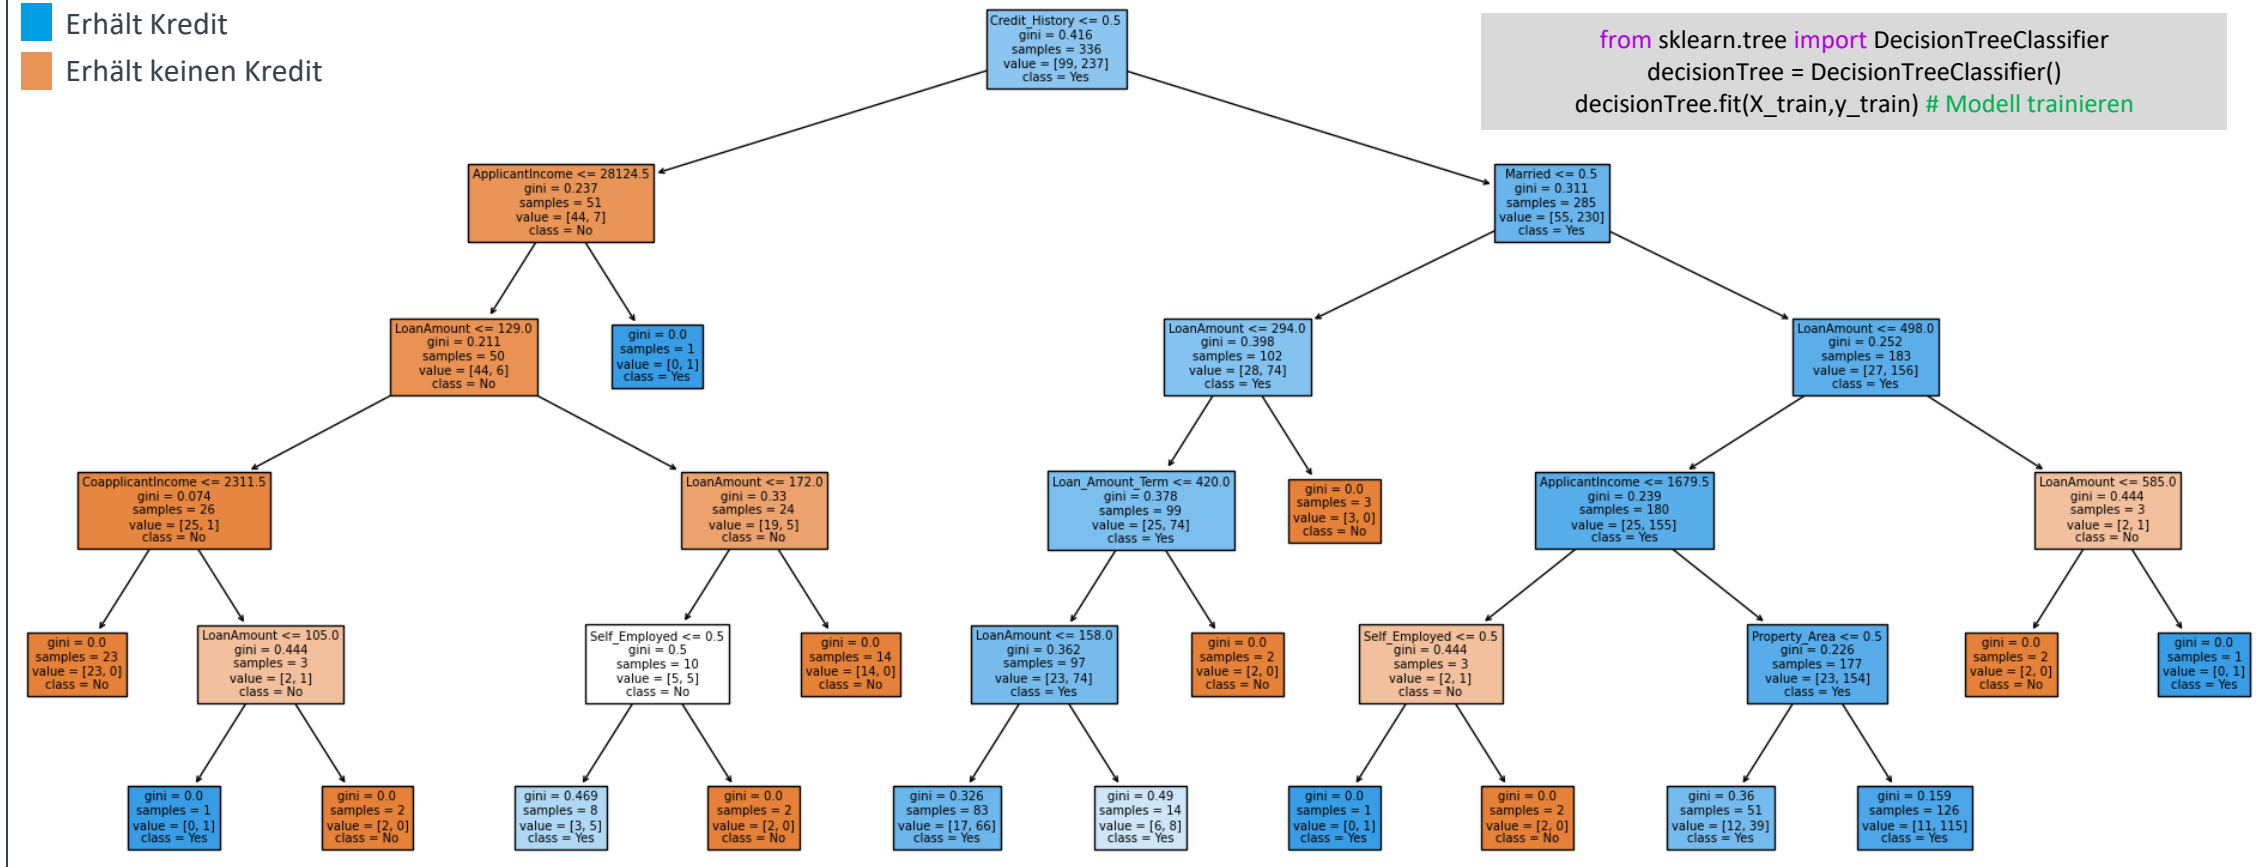 Erhält Kredit
Erhält keinen Kredit
from sklearn.tree import DecisionTreeClassifier
decisionTree = DecisionTreeClassifier()
decisionTree.fit(X_train,y_train) # Modell trainieren
Credit_History <= 0.5
gini = 0.416
samples = 336
value = [99, 237]
class = Yes
ApplicantIncome <= 28124.5
gini = 0.237
samples = 51
value = [44, 7]
class = No
Married <= 0.5
gini = 0.311
samples = 285
value = [55, 230]
class = Yes
LoanAmount <= 129.0
gini = 0.211
samples = 50
value = [44, 6]
class = No
gini = 0.0
samples = 1
value = [0, 1]
class = Yes
LoanAmount <= 294.0
gini = 0.398
samples = 102
value = [28, 74]
class = Yes
LoanAmount <= 498.0
gini = 0.252
samples = 183
value = [27, 156]
class = Yes
CoapplicantIncome <= 2311.5
gini = 0.074
samples = 26
value = [25, 1]
class = No
LoanAmount <= 172.0
gini = 0.33
samples = 24
value = [19, 5]
class = No
Loan_Amount_Term <= 420.0
gini = 0.378
samples = 99
value = [25, 74]
class = Yes
gini = 0.0
samples = 3
value = [3, 0]
class = No
ApplicantIncome <= 1679.5
gini = 0.239
samples = 180
value = [25, 155]
class = Yes
LoanAmount <= 585.0
gini = 0.444
samples = 3
value = [2, 1]
class = No
gini = 0.0
samples = 23
value = [23, 0]
class = No
LoanAmount <= 105.0
gini = 0.444
samples = 3
value = [2, 1]
class = No
Self_Employed <= 0.5
gini = 0.5
samples = 10
value = [5, 5]
class = No
gini = 0.0
samples = 14
value = [14, 0]
class = No
LoanAmount <= 158.0
gini = 0.362
samples = 97
value = [23, 74]
class = Yes
gini = 0.0
samples = 2
value = [2, 0]
class = No
Self_Employed <= 0.5
gini = 0.444
samples = 3
value = [2, 1]
class = No
Property_Area <= 0.5
gini = 0.226
samples = 177
value = [23, 154]
class = Yes
gini = 0.0
samples = 2
value = [2, 0]
class = No
gini = 0.0
samples = 1
value = [0, 1]
class = Yes
gini = 0.0
samples = 1
value = [0, 1]
class = Yes
gini = 0.0
samples = 2
value = [2, 0]
class = No
gini = 0.469
samples = 8
value = [3, 5]
class = Yes
gini = 0.0
samples = 2
value = [2, 0]
class = No
gini = 0.326
samples = 83
value = [17, 66]
class = Yes
gini = 0.49
samples = 14
value = [6, 8]
class = Yes
gini = 0.0
samples = 1
value = [0, 1]
class = Yes
gini = 0.0
samples = 2
value = [2, 0]
class = No
gini = 0.36
samples = 51
value = [12, 39]
class = Yes
gini = 0.159
samples = 126
value = [11, 115]
class = Yes